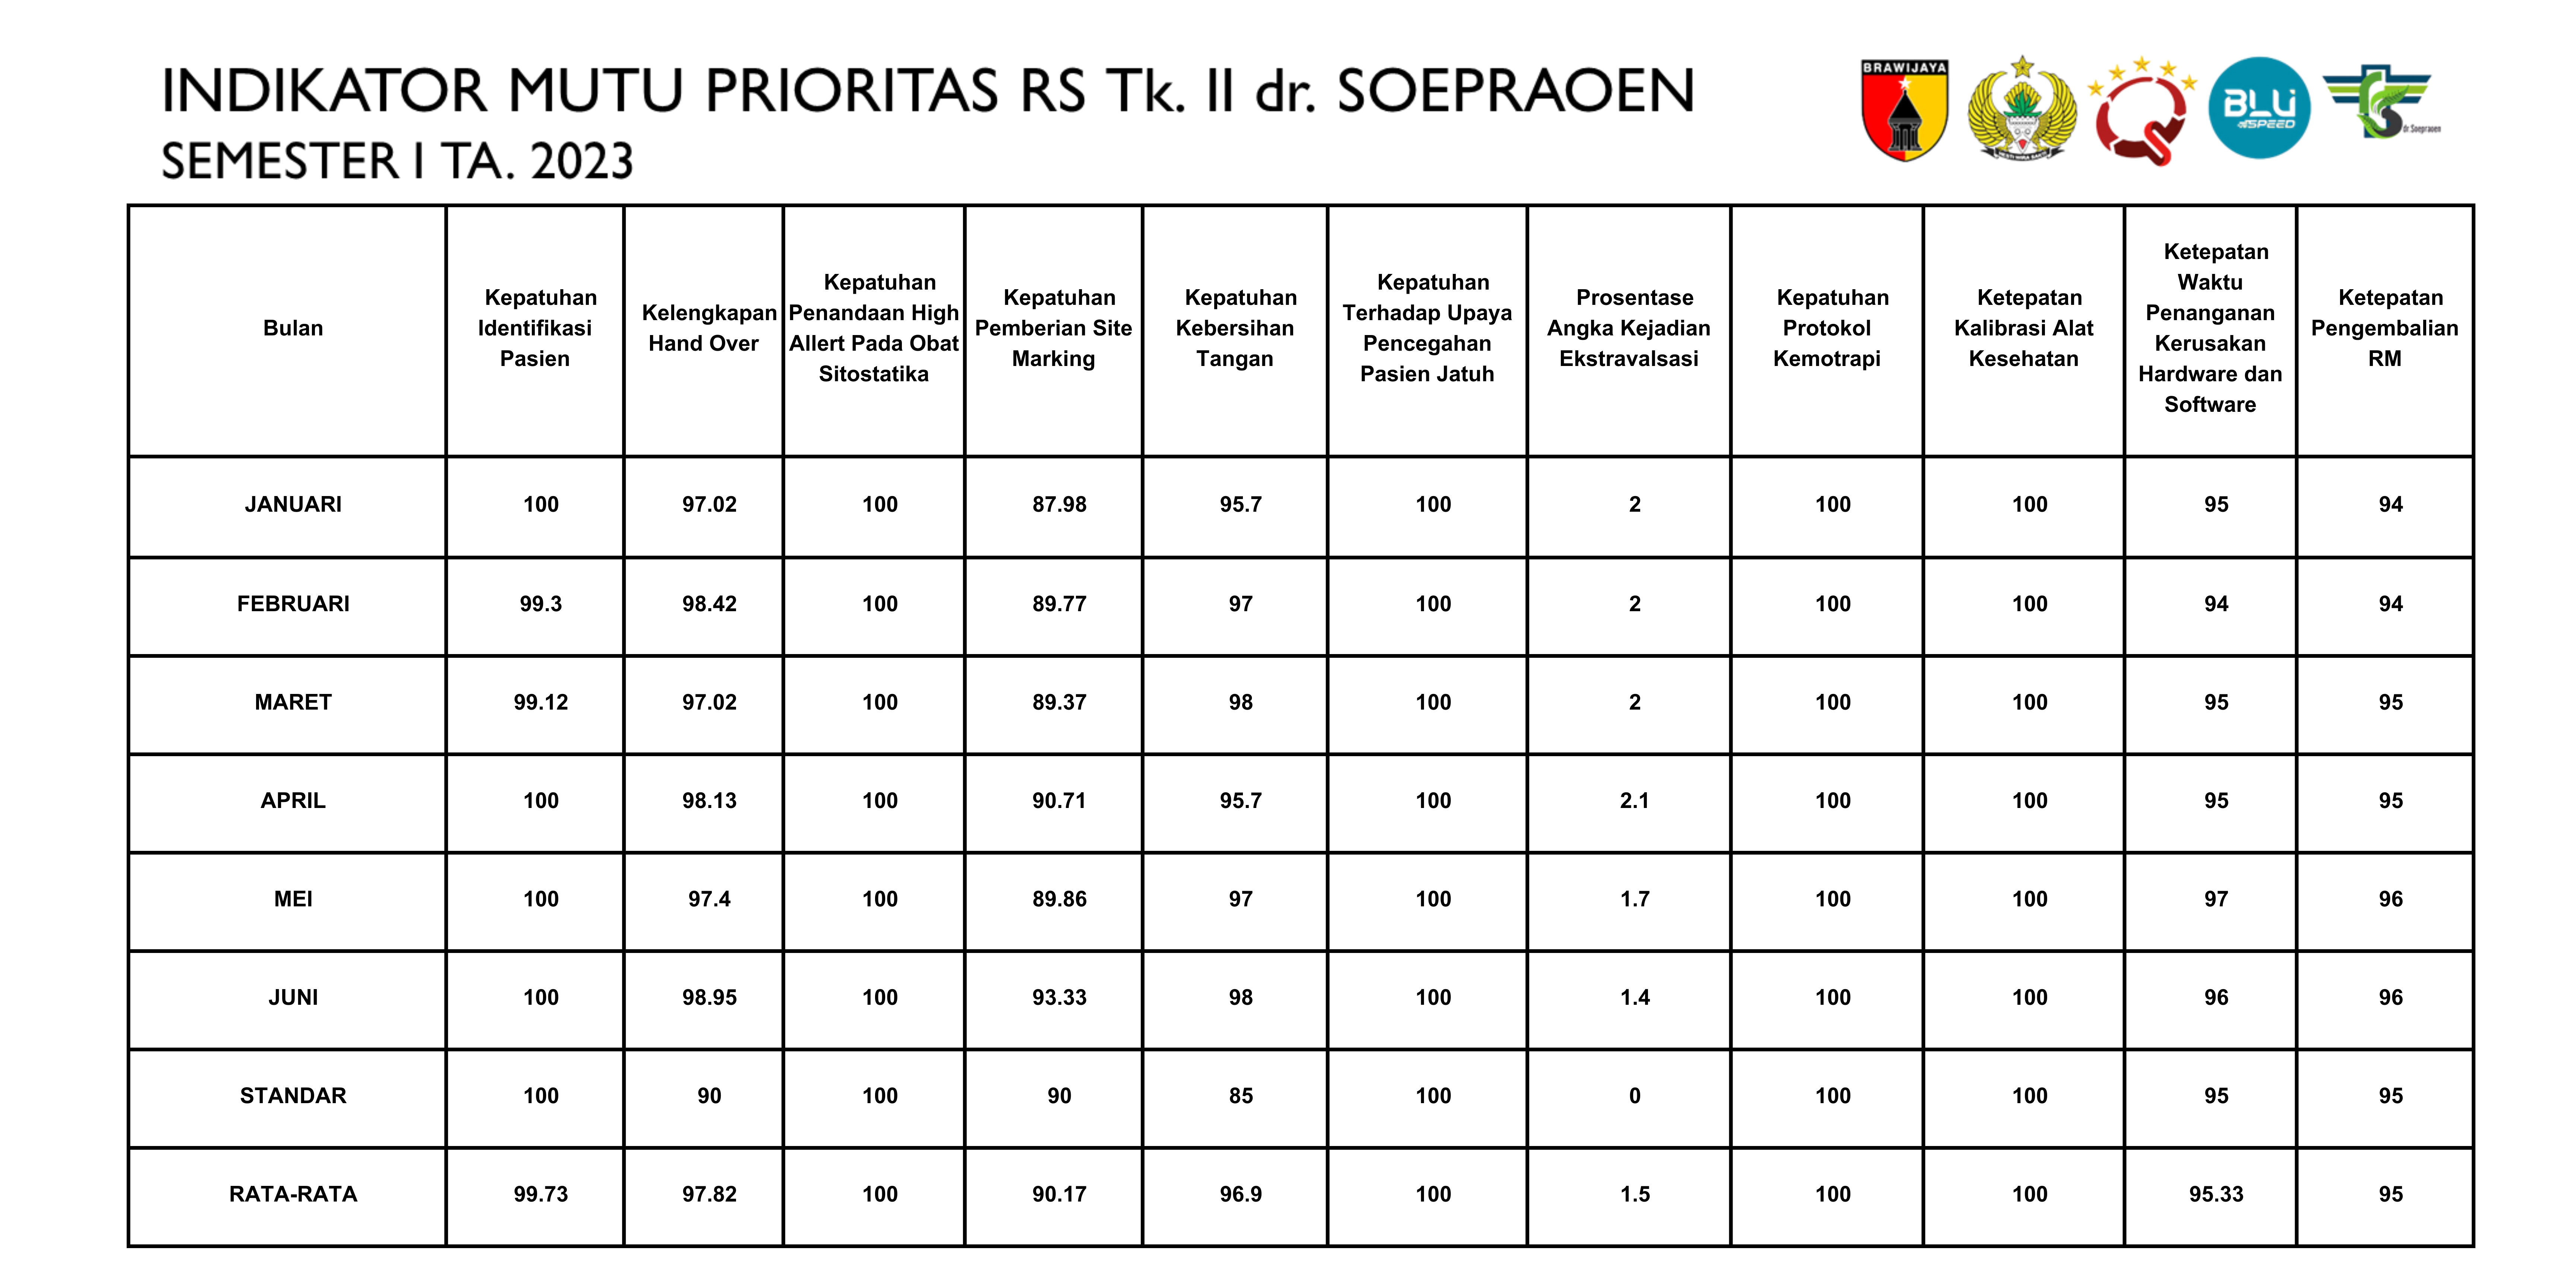 INDIKATOR MUTU PRIORITAS RS Tk. II dr. SOEPRAOEN
SEMESTER I TA. 2023
BRAWIJAYA
BLU
SPEED
dr.Soepraoen
Bulan
Kepatuhan
Identifikasi
Pasien
Kelengkapan
Hand Over
Kepatuhan
Penandaan High
Allert Pada Obat
Sitostatika
Kepatuhan
Pemberian Site
Marking
Kepatuhan
Kebersihan
Tangan
Kepatuhan
Terhadap Upaya
Pencegahan
Pasien Jatuh
Prosentase
Angka Kejadian
Ekstravalsasi
Kepatuhan
Protokol
Kemotrapi
Ketepatan
Kalibrasi Alat
Kesehatan
Ketepatan
Waktu
Penanganan
Kerusakan
Hardware dan
Software
Ketepatan
Pengembalian
RM
JANUARI 100 97.02 100 87.98 95.7 100 2 100 100 95 94
FEBRUARI 99.3 98.42 100 89.77 97 100 2 100 100 94 94
MARET 99.12 97.02 100 89.37 98 100 2 100 100 95 95
APRIL 100 98.13 100 90.71 95.7 100 2.1 100 100 95 95
MEI 100 97.4 100 89.86 97 100 1.7 100 100 97 96
JUNI 100 98.95 100 93.33 98 100 1.4 100 100 96 96
STANDAR 100 90 100 90 85 100 0 100 100 95 95
RATA-RATA 99.73 97.82 100 90.17 96.9 100 1.5 100 100 95.33 95